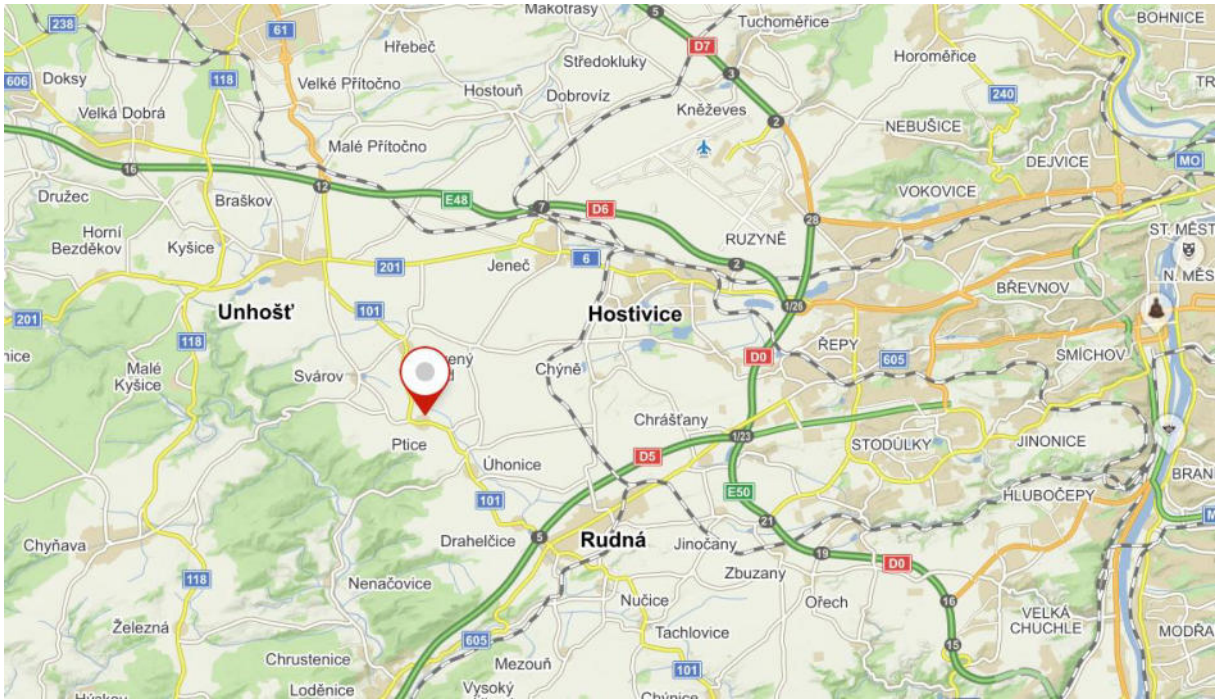 Makotrasy
5
Tuchoměřice
BOHNICE
238
61
Hřebeč
D7
Horoměřice
Středokluky
3
606
Doksy
118
Velké Přítočno
Hostouň
Dobrovíz
240
TR
Velká Dobrá
Kněževes
2
NEBUŠICE
Malé Přítočno
DEJVICE
MO
16
12
Družec
Braškov
E48
7
D6
VOKOVICE
28
ST. MĚST
Horní
Bezděkov
Kyšice
RUZYNĚ
201
Jeneč
6
2
N. MĚS
BŘEVNOV
Unhošť
101
Hostivice
1/26
201
118
ŘEPY
D0
605
SMÍCHOV
nice
Malé
Kyšice
Svárov
Chýně
Chrášťany
Ptice
1/23
STODŮLKY
JINONICE
D5
Úhonice
BRAN
101
E50
HLUBOČEPY
21
Chyňava
Drahelčice
5
Rudná
Jinočany
19
D0
118
Nenačovice
Zbuzany
16
Nučice
Ořech
VELKÁ
CHUCHLE
Železná
605
Tachlovice
15
MODŘA
Chrustenice
Mezouň
101
Loděnice
Vysoký
Chýnice